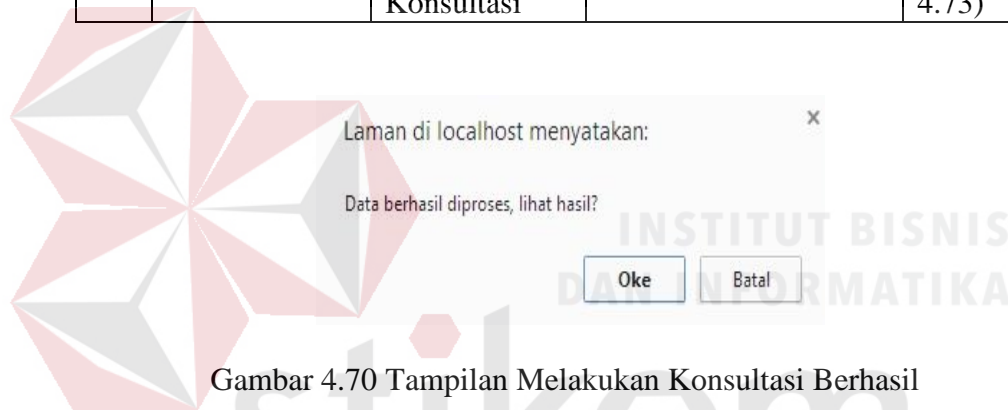 Konsultasi 4.73)
Laman di localhost menyatakan:
x
Data berhasil diproses, lihat hasil?
INSTITUT BISNIS
Oke Batal
DAN INFORMATIKA
Gambar 4.70 Tampilan Melakukan Konsultasi Berhasil
stikom